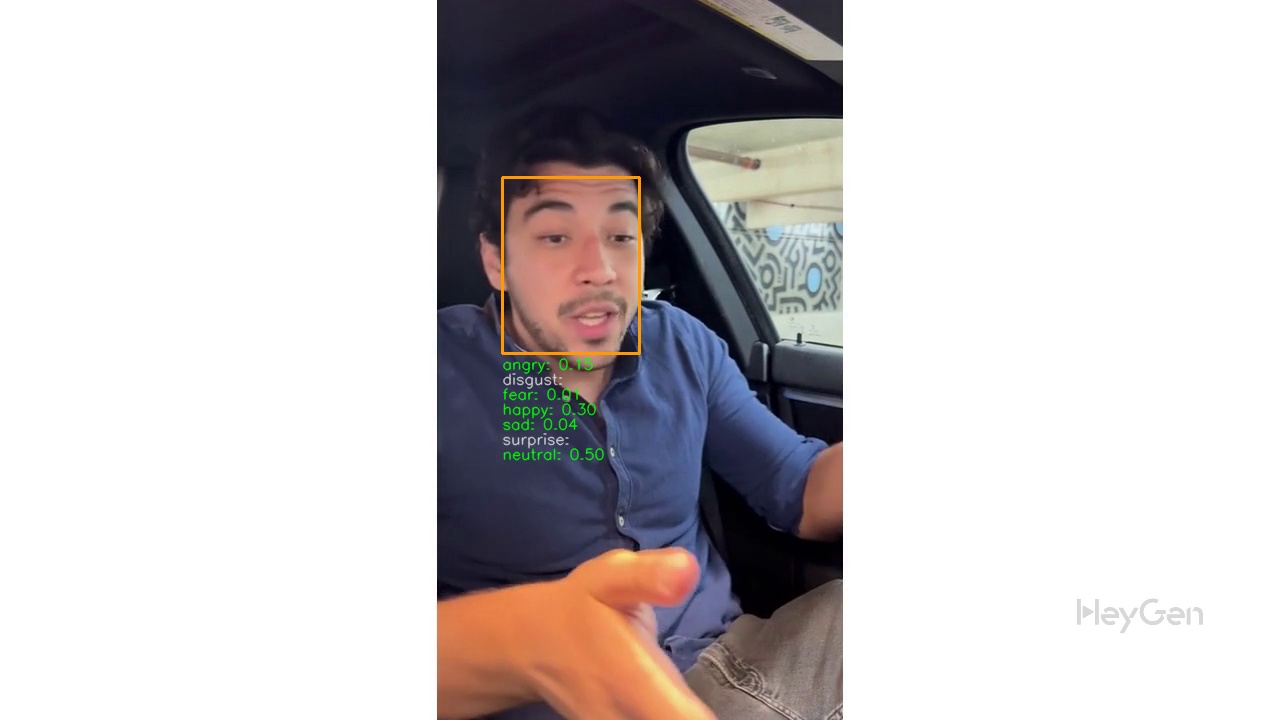 angry: 0.15
disgust:
fear: 0.01
happy: 0.30
sad: 0.04
surprise:
neutral: 0.50
HeyGen